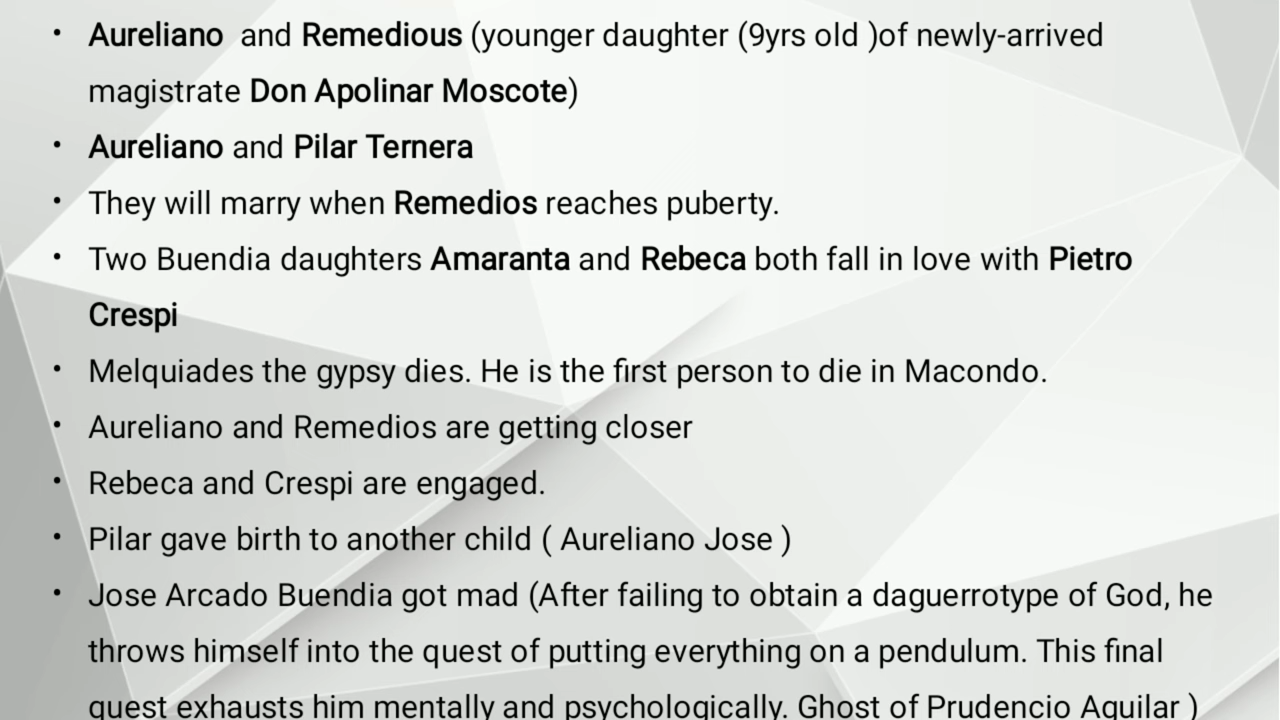 • Aureliano and Remedious (younger daughter (9yrs old )of newly-arrived
magistrate Don Apolinar Moscote)
• Aureliano and Pilar Ternera
• They will marry when Remedios reaches puberty.
• Two Buendia daughters Amaranta and Rebeca both fall in love with Pietro
Crespi
• Melquiades the gypsy dies. He is the first person to die in Macondo.
• Aureliano and Remedios are getting closer
• Rebeca and Crespi are engaged.
• Pilar gave birth to another child ( Aureliano Jose )
• Jose Arcado Buendia got mad (After failing to obtain a daguerrotype of God, he
throws himself into the quest of putting everything on a pendulum. This final
quest exhausts him mentally and psychologically. Ghost of Prudencio Aguilar )